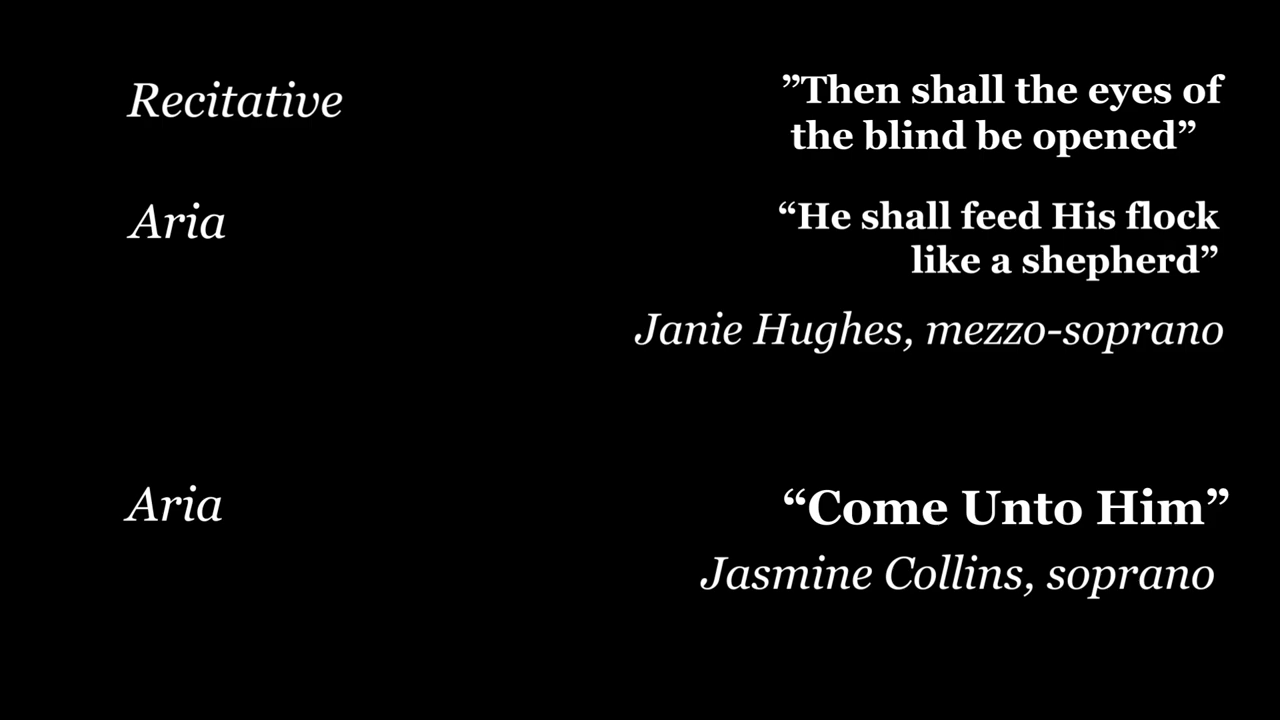 Recitative
”Then shall the eyes of
the blind be opened”
Aria
“He shall feed His flock
like a shepherd”
Janie Hughes, mezzo-soprano
Aria
“Come Unto Him”
Jasmine Collins, soprano